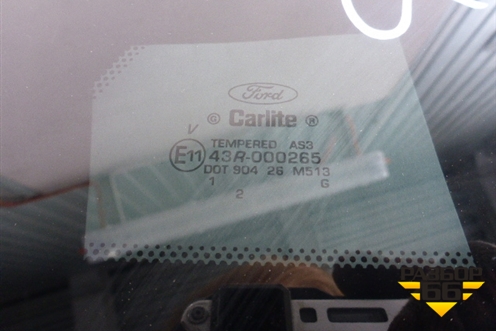 Ford
G Carlite ®
V
TEMPERED AS3
E11 43R-000265
DOT 904 26 M513
1 G
2
РАЗБОР
66